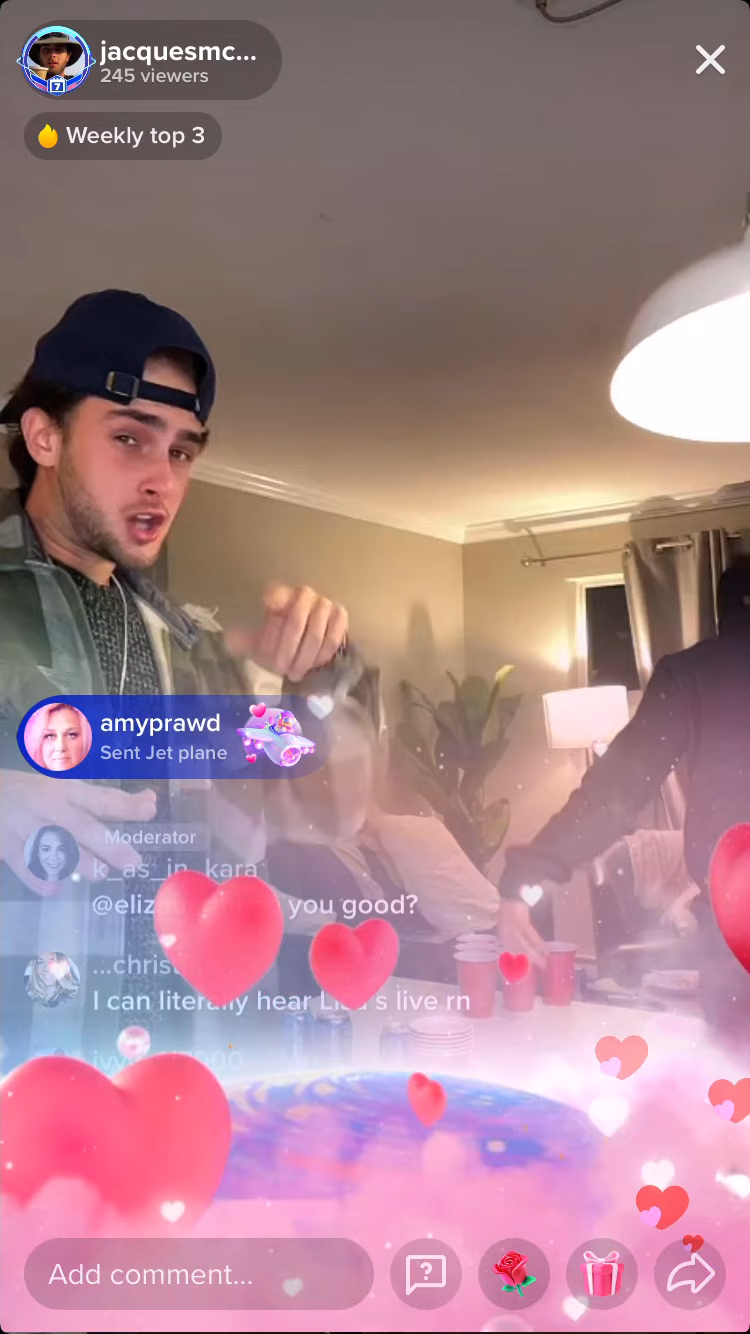 jacquesmc...
245 viewers
7
Weekly top 3
amyprawd
Sent Jet plane
Moderator
k_as_in_kara
you good?
I can literally hear s live rn
Add comment...